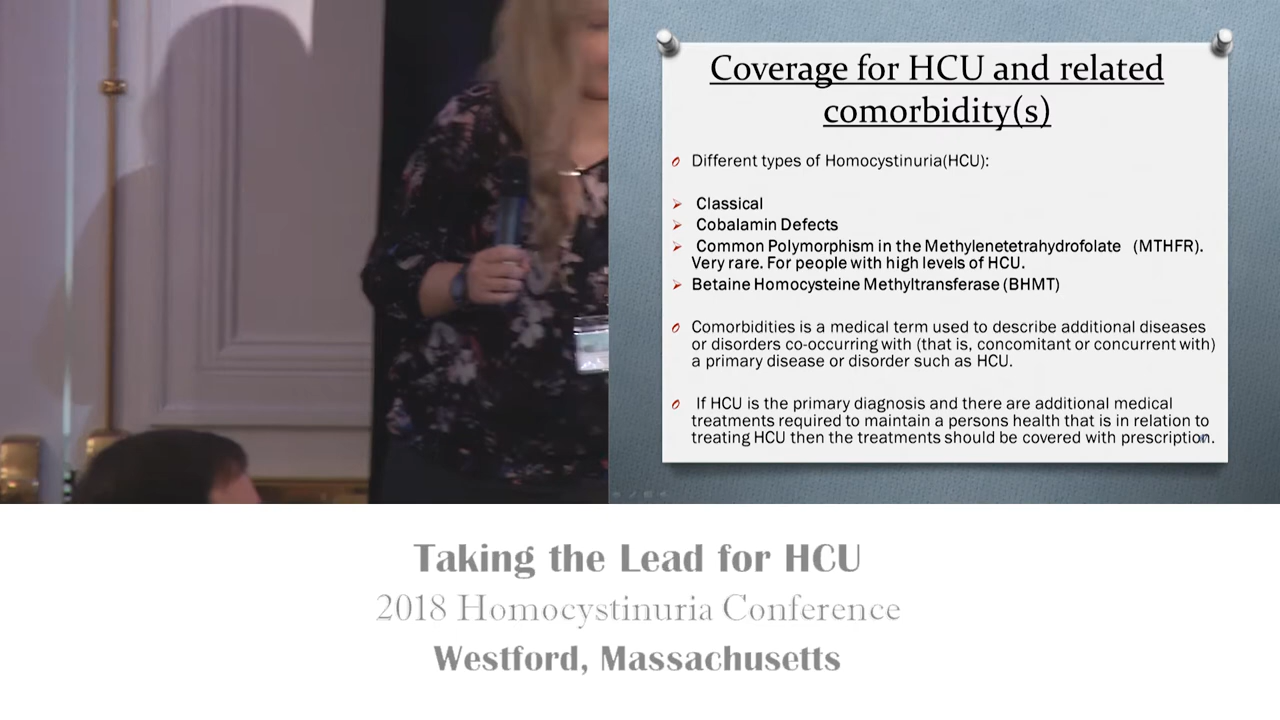 Coverage for HCU and related
comorbidity(s)
Different types of Homocystinuria(HCU):
Classical
Cobalamin Defects
Common Polymorphism in the Methylenetetrahydrofolate (MTHFR).
Very rare. For people with high levels of HCU.
Betaine Homocysteine Methyltransferase (BHMT)
Comorbidities is a medical term used to describe additional diseases
or disorders co-occurring with (that is, concomitant or concurrent with)
a primary disease or disorder such as HCU.
If HCU is the primary diagnosis and there are additional medical
treatments required to maintain a persons health that is in relation to
treating HCU then the treatments should be covered with prescription.
Taking the Lead for HCU
2018 Homocystinuria Conference
Westford, Massachusetts